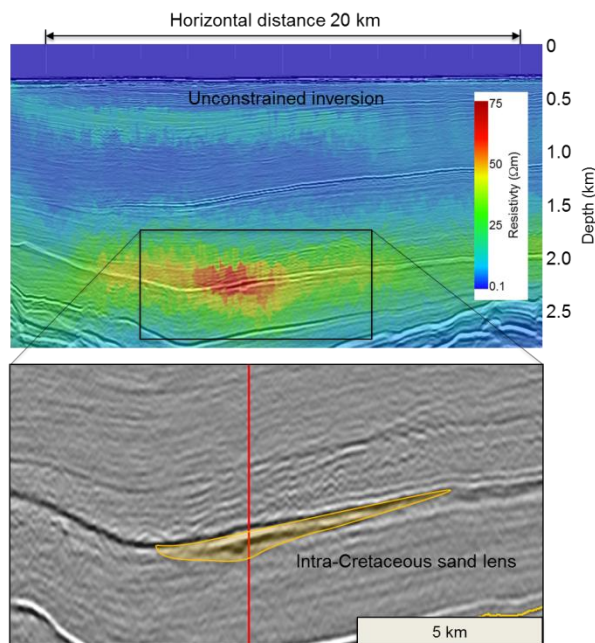 Horizontal distance 20 km
Unconstrained inversion
0
0.5
1.0
1.5
2.0
2.5
Depth (km)
75
50
25
0.1
Resistivty (Ωm)
Intra-Cretaceous sand lens
5 km